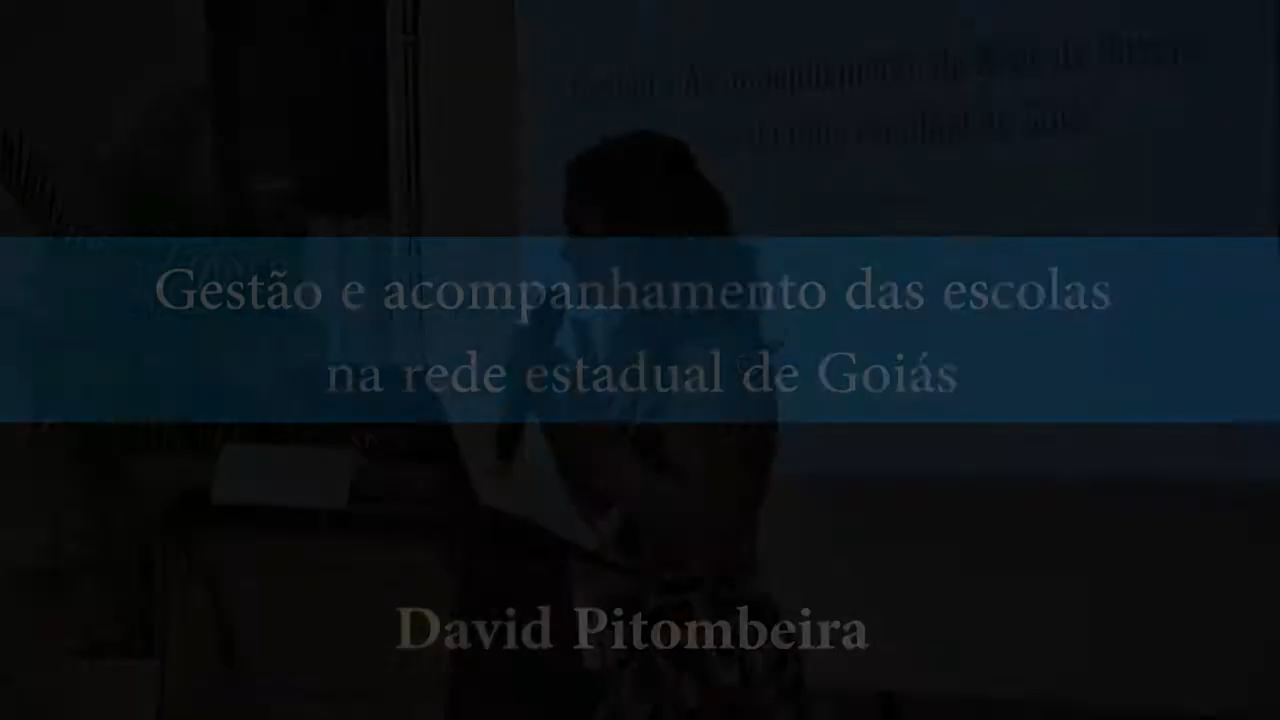 Gestão e acompanhamento das escolas
na rede estadual de Goiás
David Pitombeira